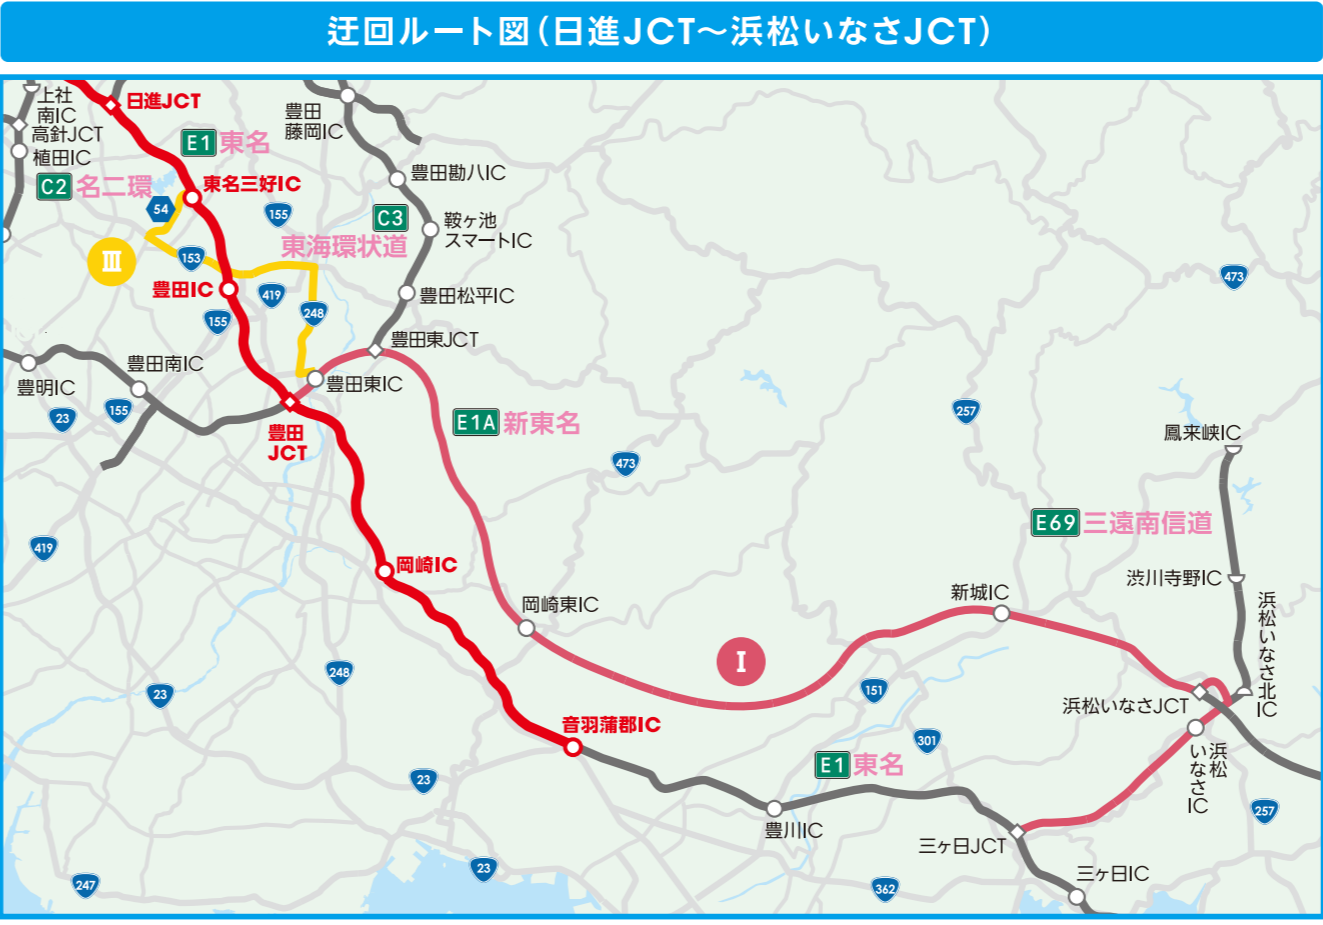 迂回ルート図（日進JCT～浜松いなさJCT）
上社
南IC
高針JCT
植田IC
日進JCT
E1 東名
C2 名二環
東名三好IC
54
155
Ⅲ
153
東海環状道
豊田IC
419
155
248
豊田
藤岡IC
豊田勘八IC
C3
鞍ヶ池
スマートIC
豊田松平IC
豊田東JCT
豊田南IC
豊明IC
豊田東IC
23
155
豊田
JCT
E1A 新東名
473
257
473
鳳来峡IC
E69 三遠南信道
渋川寺野IC
419
岡崎IC
岡崎東IC
新城IC
浜松いなさ北IC
Ⅰ
248
23
151
浜松いなさJCT
音羽蒲郡IC
301
E1 東名
浜松
いなさIC
23
257
豊川IC
三ヶ日JCT
三ヶ日IC
23
247
362